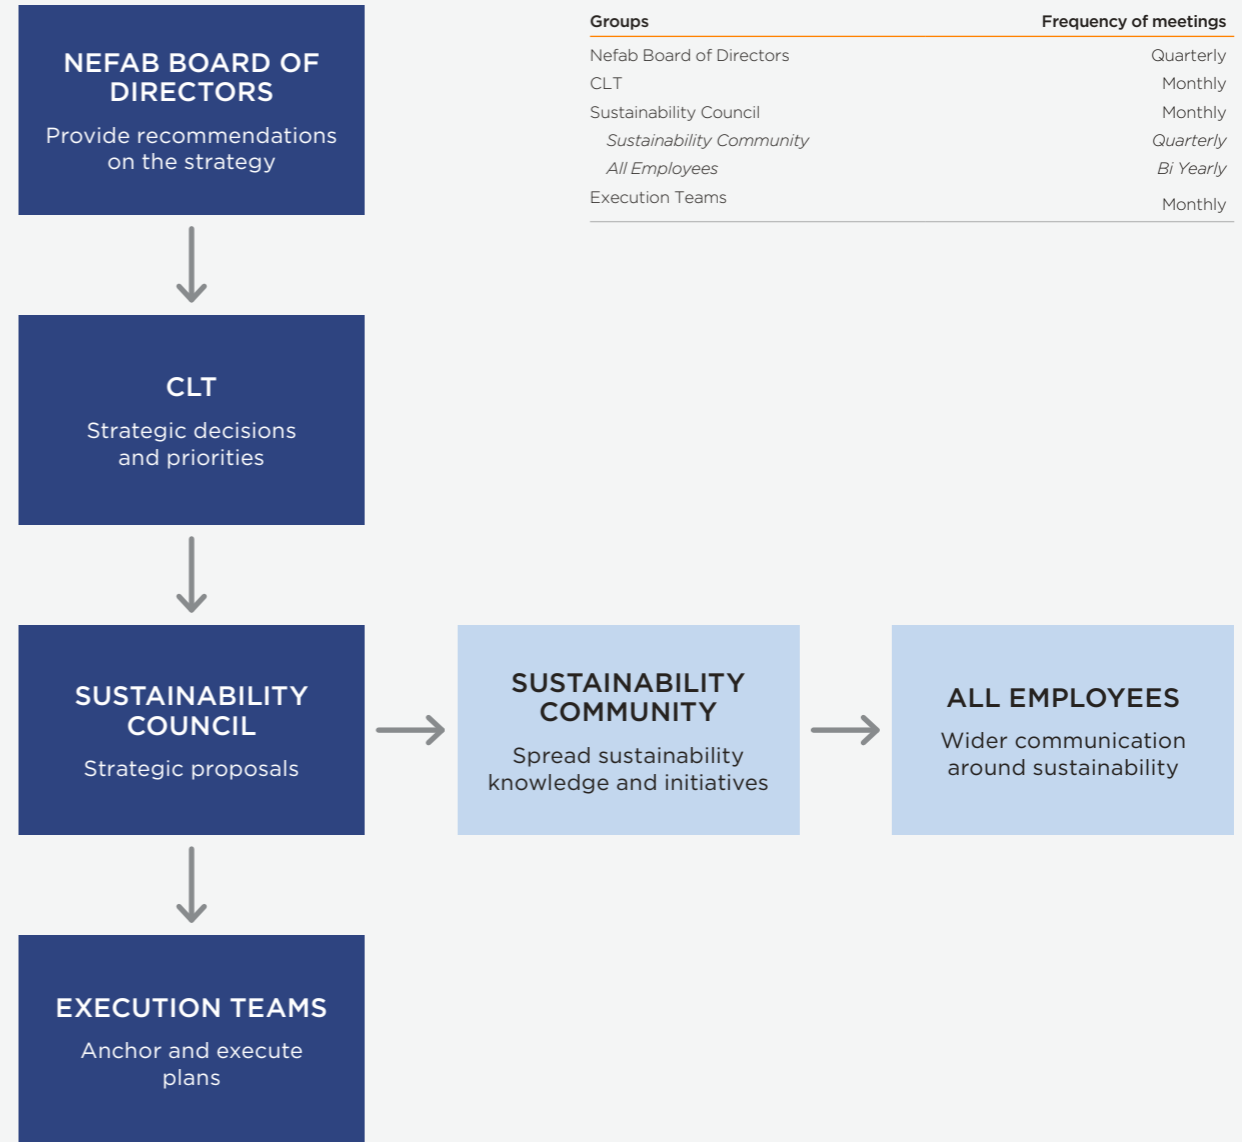 NEFAB BOARD OF
DIRECTORS
Provide recommendations
on the strategy
Groups Frequency of meetings
Nefab Board of Directors Quarterly
CLT Monthly
Sustainability Council Monthly
Sustainability Community Quarterly
All Employees Bi Yearly
Execution Teams Monthly
CLT
Strategic decisions
and priorities
SUSTAINABILITY
COUNCIL
Strategic proposals
SUSTAINABILITY
COMMUNITY
Spread sustainability
knowledge and initiatives
ALL EMPLOYEES
Wider communication
around sustainability
EXECUTION TEAMS
Anchor and execute
plans